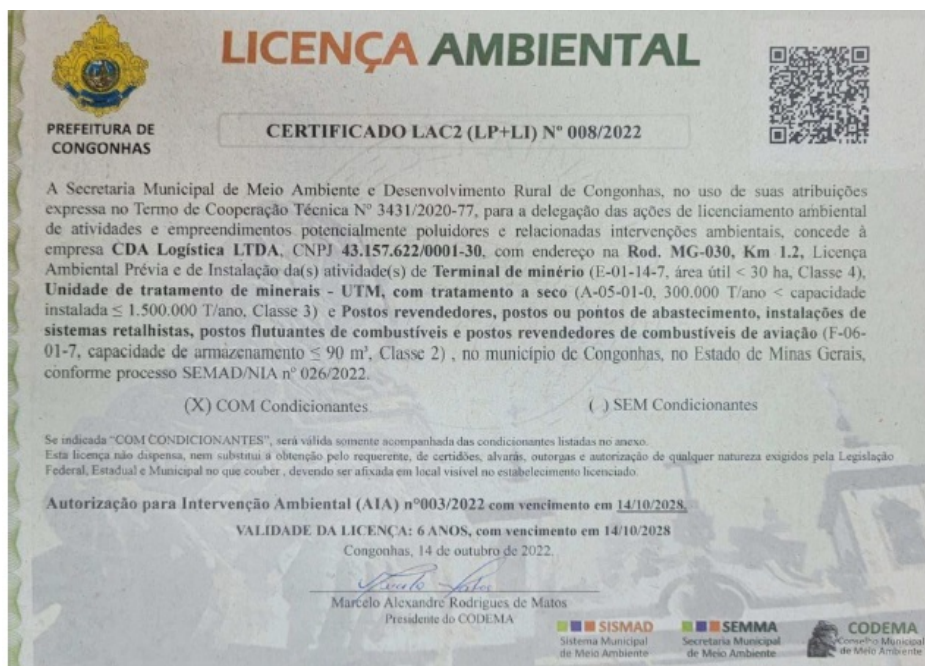 LICENÇA AMBIENTAL
PREFEITURA DE
CONGONHAS
CERTIFICADO LAC2 (LP+LI) Nº 008/2022
A Secretaria Municipal de Meio Ambiente e Desenvolvimento Rural de Congonhas, no uso de suas atribuições
expressa no Termo de Cooperação Técnica Nº 3431/2020-77, para a delegação das ações de licenciamento ambiental
de atividades e empreendimentos potencialmente poluidores e relacionadas intervenções ambientais, concede à
empresa CDA Logística LTDA, CNPJ 43.157.622/0001-30, com endereço na Rod. MG-030, Km 1.2, Licença
Ambiental Prévia e de Instalação da(s) atividade(s) de Terminal de minério (E-01-14-7, área útil < 30 ha, Classe 4),
Unidade de tratamento de minerais - UTM, com tratamento a seco (A-05-01-0, 300.000 T/ano < capacidade
instalada ≤ 1.500.000 T/ano, Classe 3) e Postos revendedores, postos ou pontos de abastecimento, instalações de
sistemas retalhistas, postos flutuantes de combustíveis e postos revendedores de combustíveis de aviação (F-06-
01-7, capacidade de armazenamento ≤ 90 m³, Classe 2) , no município de Congonhas, no Estado de Minas Gerais,
conforme processo SEMAD/NIA nº 026/2022.
(X) COM Condicionantes ( ) SEM Condicionantes
Se indicada "COM CONDICIONANTES", será válida somente acompanhada das condicionantes listadas no anexo.
Esta licença não dispensa, nem substitui a obtenção pelo requerente, de certidões, alvarás, outorgas e autorização de qualquer natureza exigidos pela Legislação
Federal, Estadual e Municipal no que couber , devendo ser afixada em local visível no estabelecimento licenciado.
Autorização para Intervenção Ambiental (AIA) nº003/2022 com vencimento em 14/10/2028.
VALIDADE DA LICENÇA: 6 ANOS, com vencimento em 14/10/2028
Congonhas, 14 de outubro de 2022.
Marcelo Alexandre Rodrigues de Matos
Presidente do CODEMA
SISMAD
Sistema Municipal
de Meio Ambiente
SEMMA
Secretaria Municipal
de Meio Ambiente
CODEMA
Conselho Municipal
de Meio Ambiente